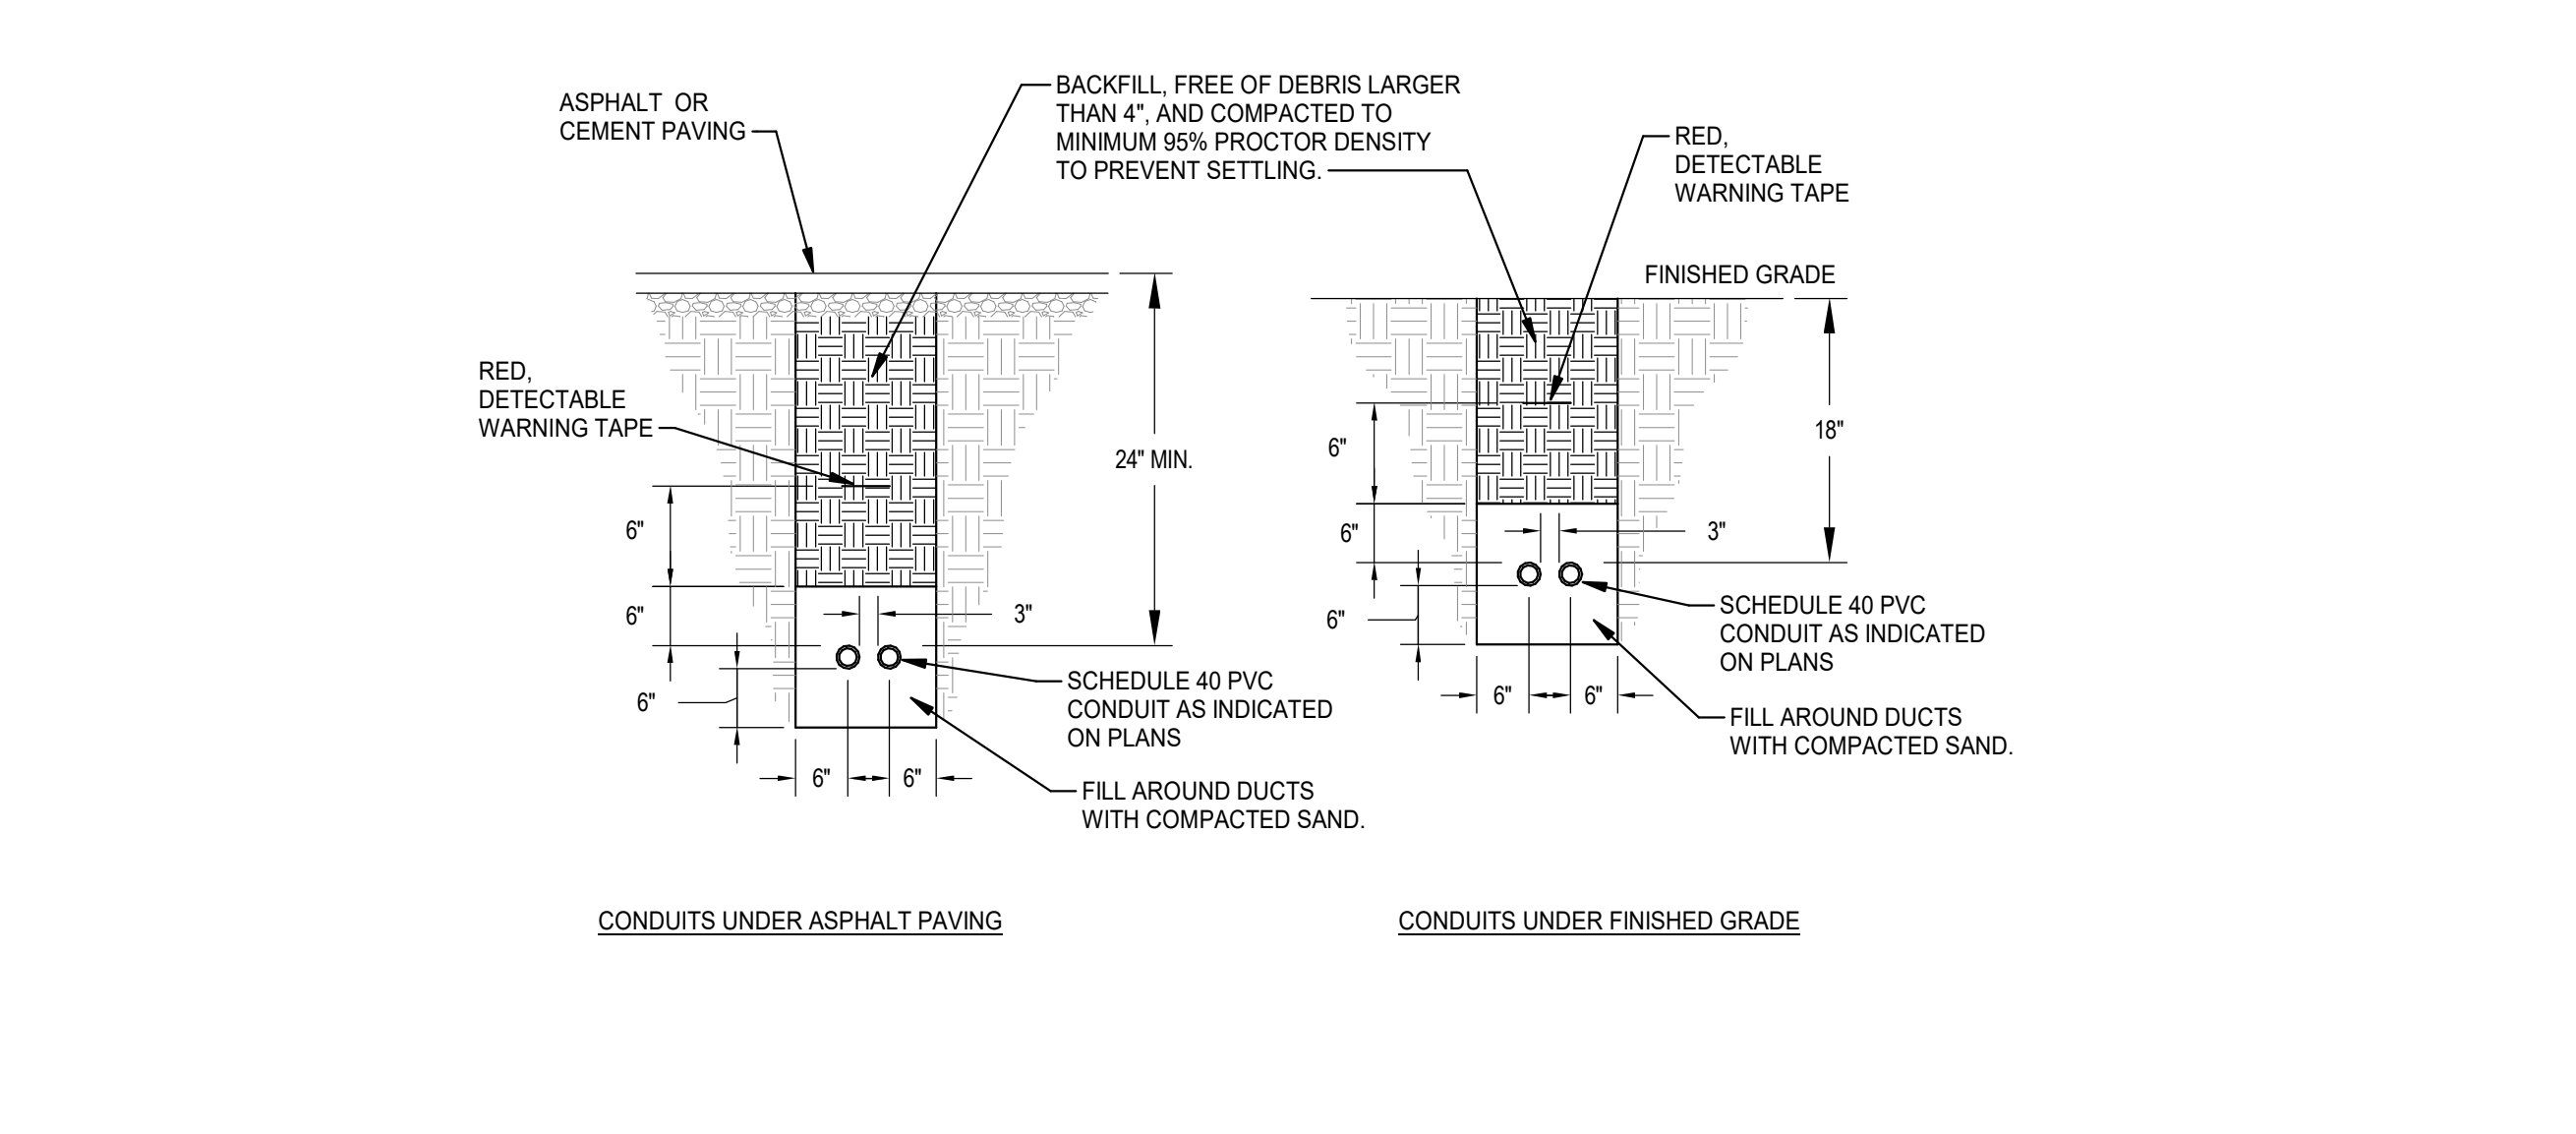 ASPHALT OR
CEMENT PAVING
BACKFILL, FREE OF DEBRIS LARGER
THAN 4", AND COMPACTED TO
MINIMUM 95% PROCTOR DENSITY
TO PREVENT SETTLING.
RED,
DETECTABLE
WARNING TAPE
FINISHED GRADE
RED,
DETECTABLE
WARNING TAPE
24" MIN.
6"
6"
3"
6"
SCHEDULE 40 PVC
CONDUIT AS INDICATED
ON PLANS
6"
6"
FILL AROUND DUCTS
WITH COMPACTED SAND.
18"
6"
6"
3"
6"
SCHEDULE 40 PVC
CONDUIT AS INDICATED
ON PLANS
6"
6"
FILL AROUND DUCTS
WITH COMPACTED SAND.
CONDUITS UNDER ASPHALT PAVING
CONDUITS UNDER FINISHED GRADE